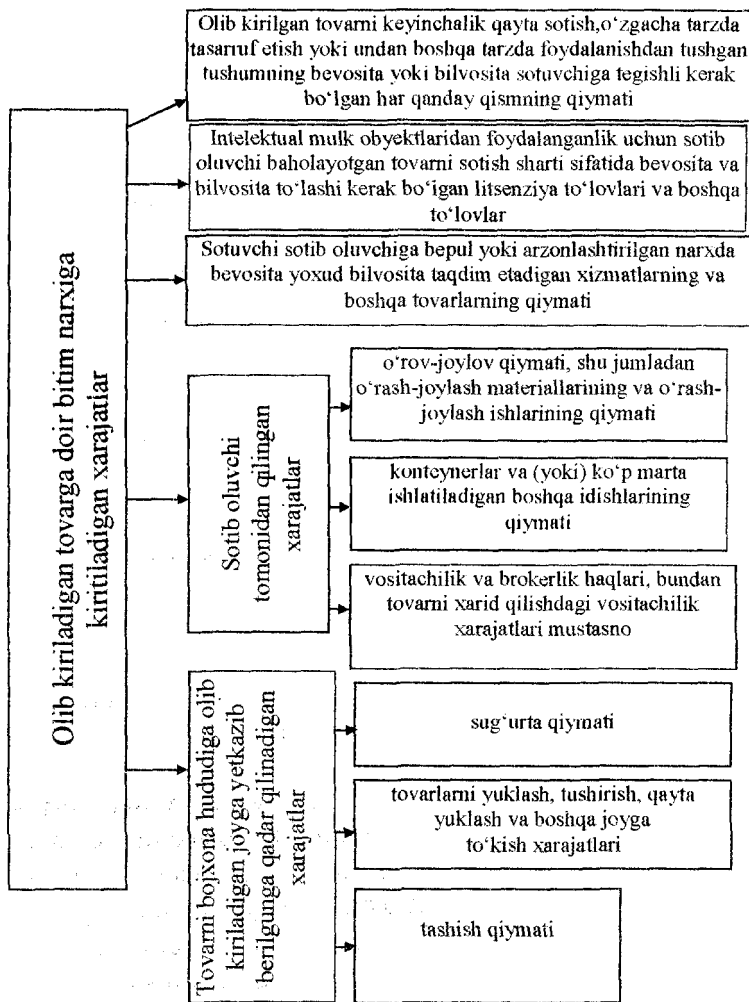 Olib kiriladigan tovarga doir bitim narxiga
kiritiladigan xarajatlar
Olib kirilgan tovarni keyinchalik qayta sotish,o‘zgacha tarzda
tasarruf etish yoki undan boshqa tarzda foydalanishdan tushgan
tushumning bevosita yoki bilvosita sotuvchiga tegishli kerak
bo‘lgan har qanday qismning qiymati
Intelektual mulk obyektlaridan foydalanganlik uchun sotib
oluvchi baholayotgan tovarni sotish sharti sifatida bevosita va
bilvosita to‘lashi kerak bo‘igan litsenziya to‘lovlari va boshqa
to‘lovlar
Sotuvchi sotib oluvchiga bepul yoki arzonlashtirilgan narxda
bevosita yoxud bilvosita taqdim etadigan xizmatlarning va
boshqa tovarlarning qiymati
Sotib oluvchi
tomonidan qilingan
xarajatlar
o‘rov-joylov qiymati, shu jumladan
o‘rash-joylash materiallarining va o‘rash-
joylash ishlarining qiymati
konteynerlar va (yoki) ko‘p marta
ishlatiladigan boshqa idishlarining
qiymati
vositachilik va brokerlik haqlari, bundan
tovarni xarid qilishdagi vositachilik
xarajatlari mustasno
Tovarni bojxona hududiga olib
kiriladigan joyga yetkazib
berilgunga qadar qilinadigan
xarajatlar
sug‘urta qiymati
tovarlarni yuklash, tushirish, qayta
yuklash va boshqa joyga
to‘kish xarajatlari
tashish qiymati